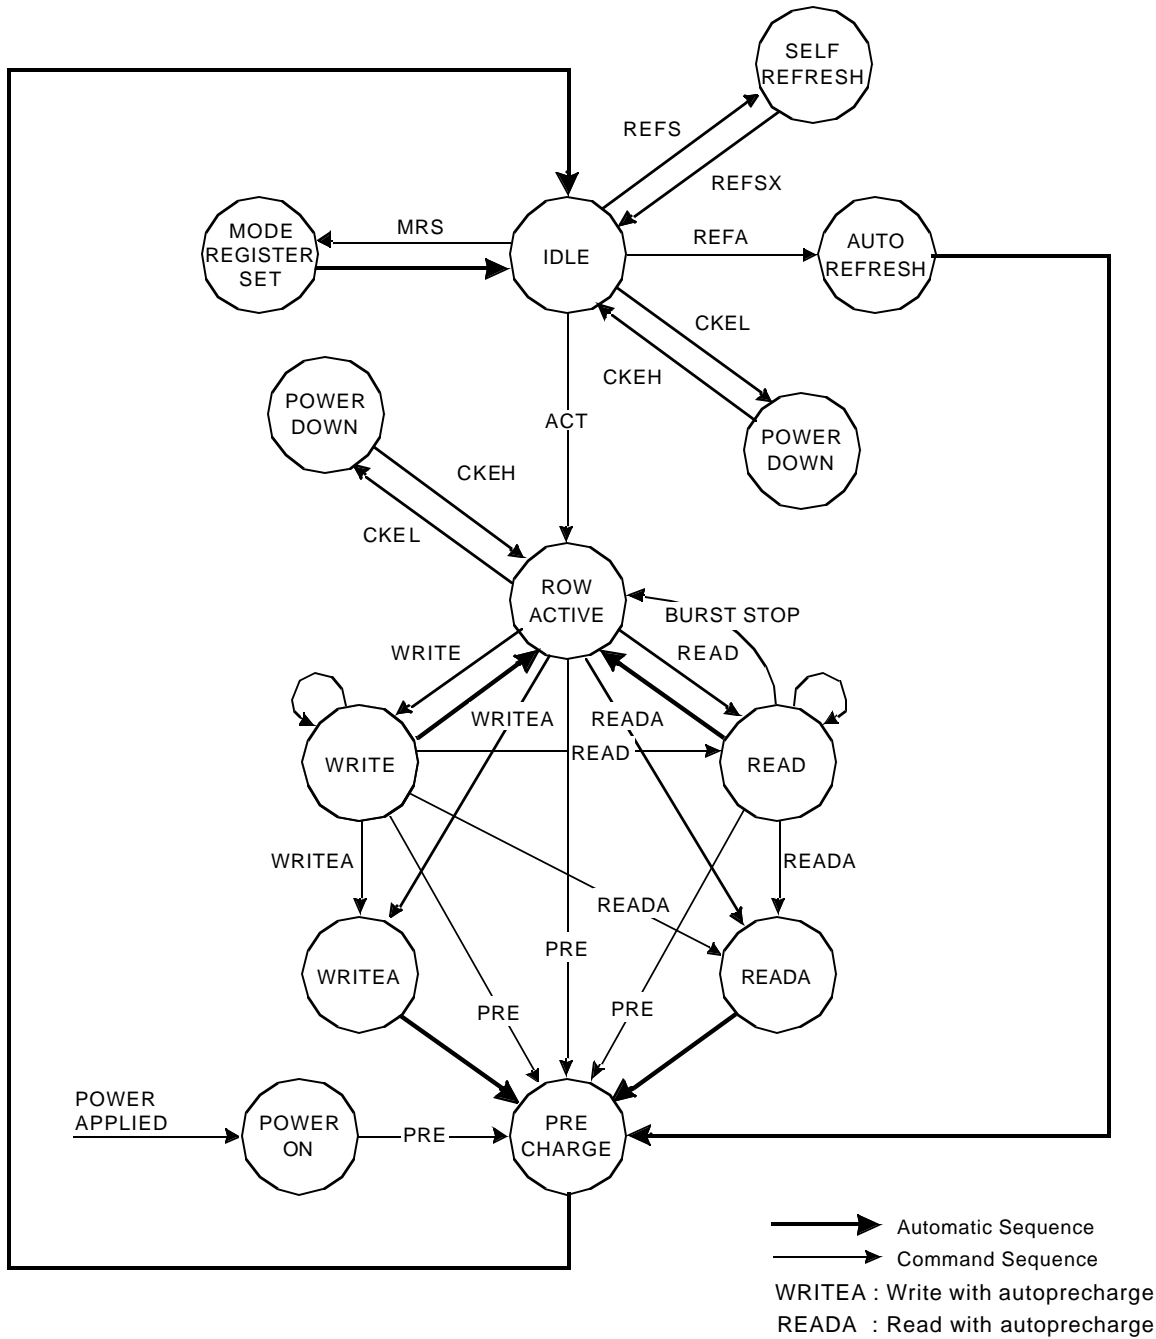 SELF
REFRESH
REFS
REFSX
MODE
REGISTER
SET
MRS
IDLE
REFA
AUTO
REFRESH
CKEL
CKEH
POWER
DOWN
ACT
POWER
DOWN
CKEH
CKEL
ROW
ACTIVE
BURST STOP
WRITE
READ
WRITEA
READA
WRITE
READ
READ
WRITEA
READA
READA
PRE
WRITEA
READA
PRE
PRE
POWER
APPLIED
POWER
ON
PRE
PRE
CHARGE
Automatic Sequence
Command Sequence
WRITEA : Write with autoprecharge
READA : Read with autoprecharge